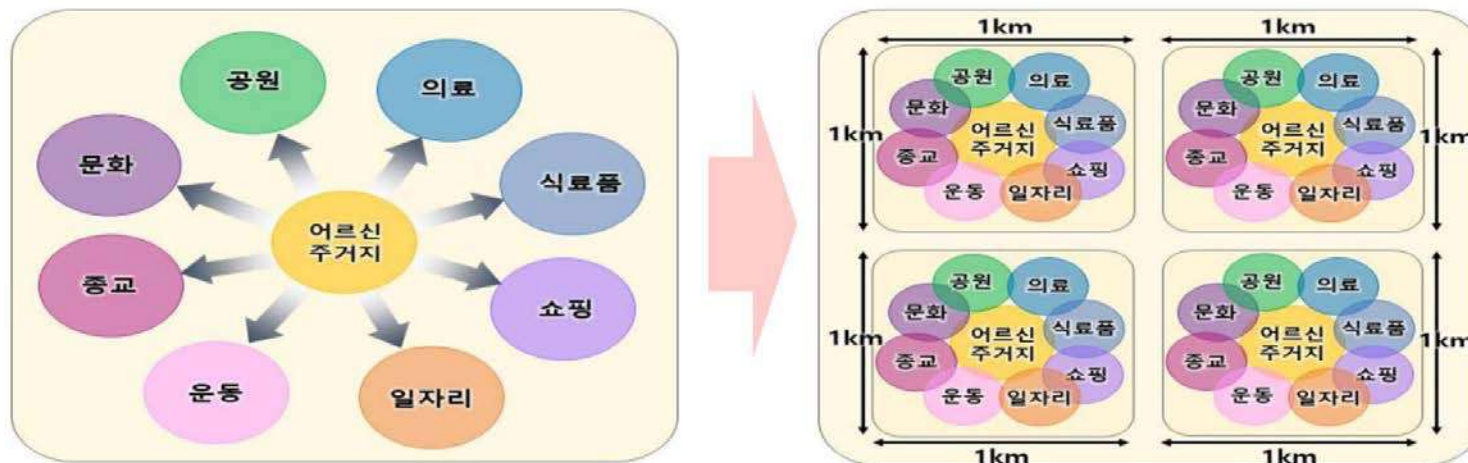 공원
의료
문화
식료품
어르신
주거지
종교
쇼핑
운동
일자리
1km
1km
1km
공원
의료
문화
식료품
어르신
주거지
종교
쇼핑
운동
일자리
공원
의료
문화
식료품
어르신
주거지
종교
쇼핑
운동
일자리
1km
1km
공원
의료
문화
식료품
어르신
주거지
종교
쇼핑
운동
일자리
공원
의료
문화
식료품
어르신
주거지
종교
쇼핑
운동
일자리
1km
1km
1km